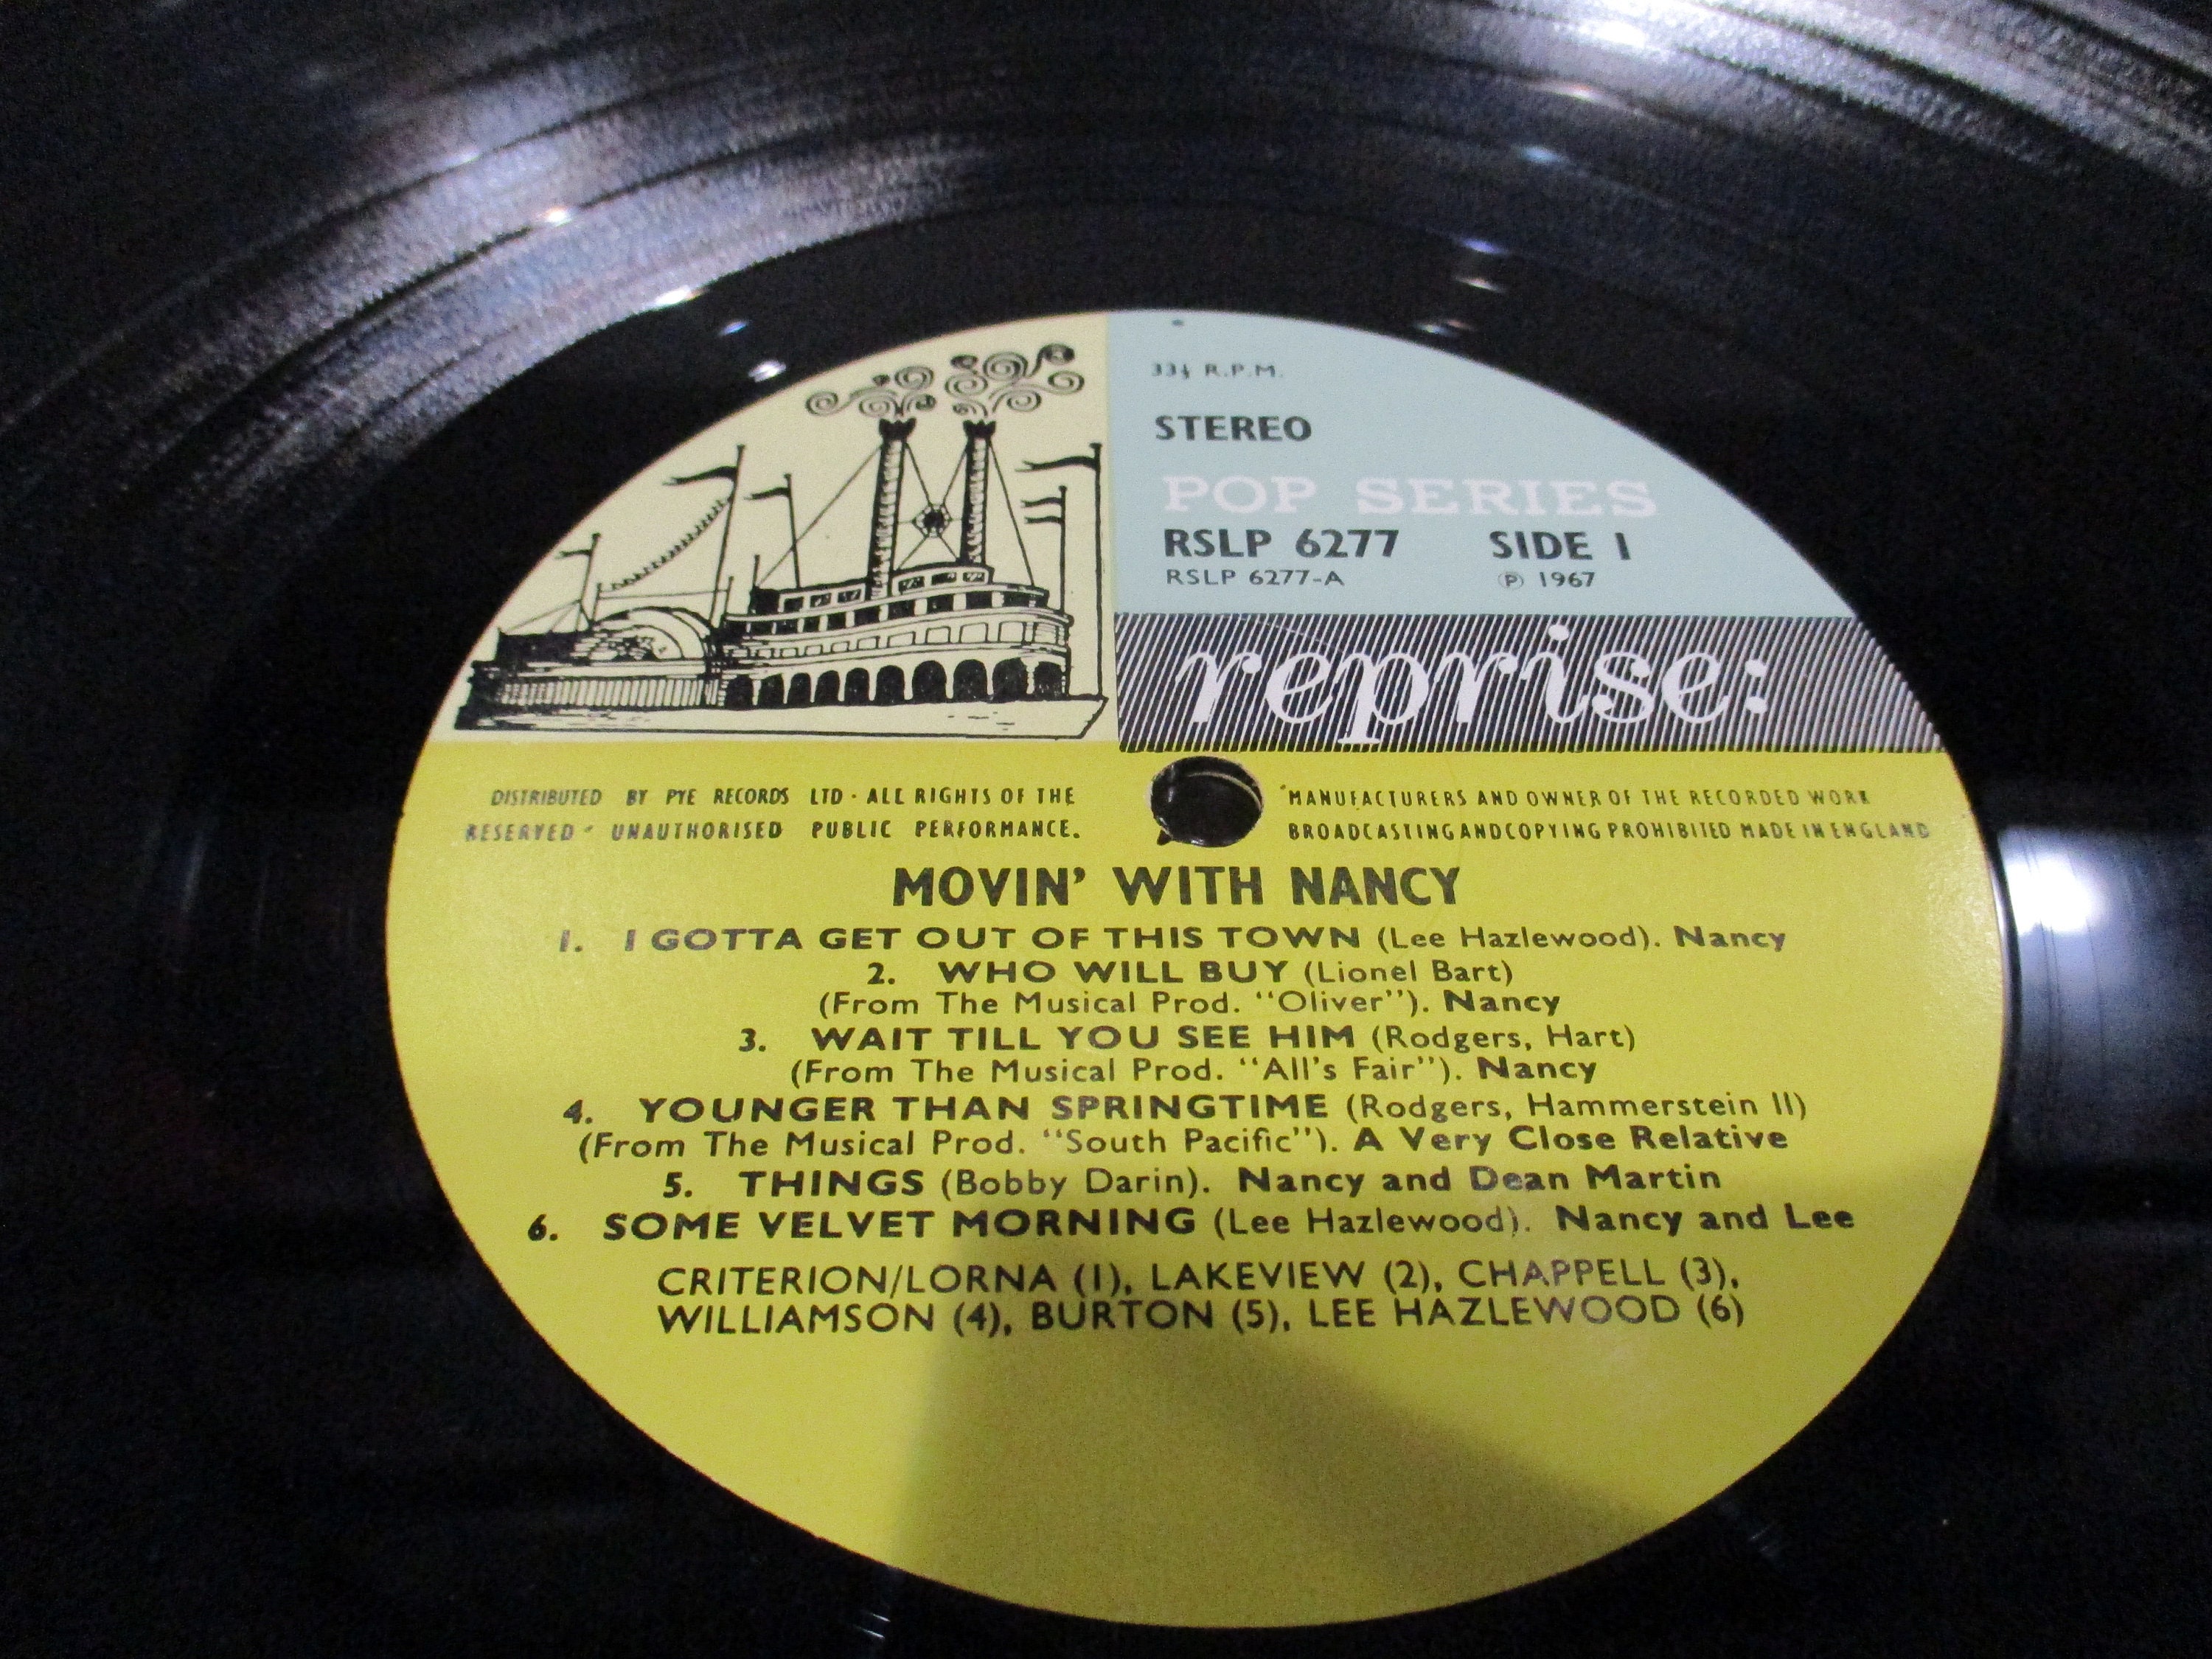 33⅓ R.P.M.
STEREO
POP SERIES
RSLP 6277 SIDE 1
RSLP 6277-A ℗ 1967
reprise:
DISTRIBUTED BY PYE RECORDS LTD · ALL RIGHTS OF THE MANUFACTURERS AND OWNER OF THE RECORDED WORK
RESERVED · UNAUTHORISED PUBLIC PERFORMANCE. BROADCASTING AND COPYING PROHIBITED MADE IN ENGLAND
MOVIN' WITH NANCY
1. I GOTTA GET OUT OF THIS TOWN (Lee Hazlewood). Nancy
2. WHO WILL BUY (Lionel Bart)
(From The Musical Prod. "Oliver"). Nancy
3. WAIT TILL YOU SEE HIM (Rodgers, Hart)
(From The Musical Prod. "All's Fair"). Nancy
4. YOUNGER THAN SPRINGTIME (Rodgers, Hammerstein II)
(From The Musical Prod. "South Pacific"). A Very Close Relative
5. THINGS (Bobby Darin). Nancy and Dean Martin
6. SOME VELVET MORNING (Lee Hazlewood). Nancy and Lee
CRITERION/LORNA (1), LAKEVIEW (2), CHAPPELL (3),
WILLIAMSON (4), BURTON (5), LEE HAZLEWOOD (6)